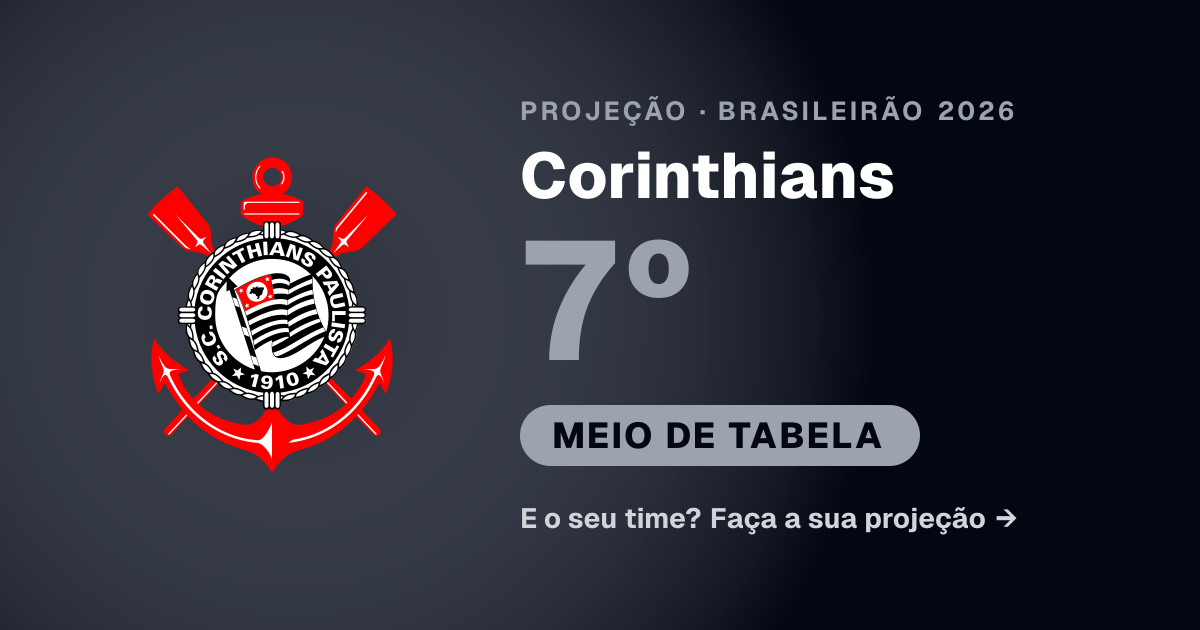 S.C. CORINTHIANS PAULISTA
1910
PROJEÇÃO · BRASILEIRÃO 2026
Corinthians
7º
MEIO DE TABELA
E o seu time? Faça a sua projeção →